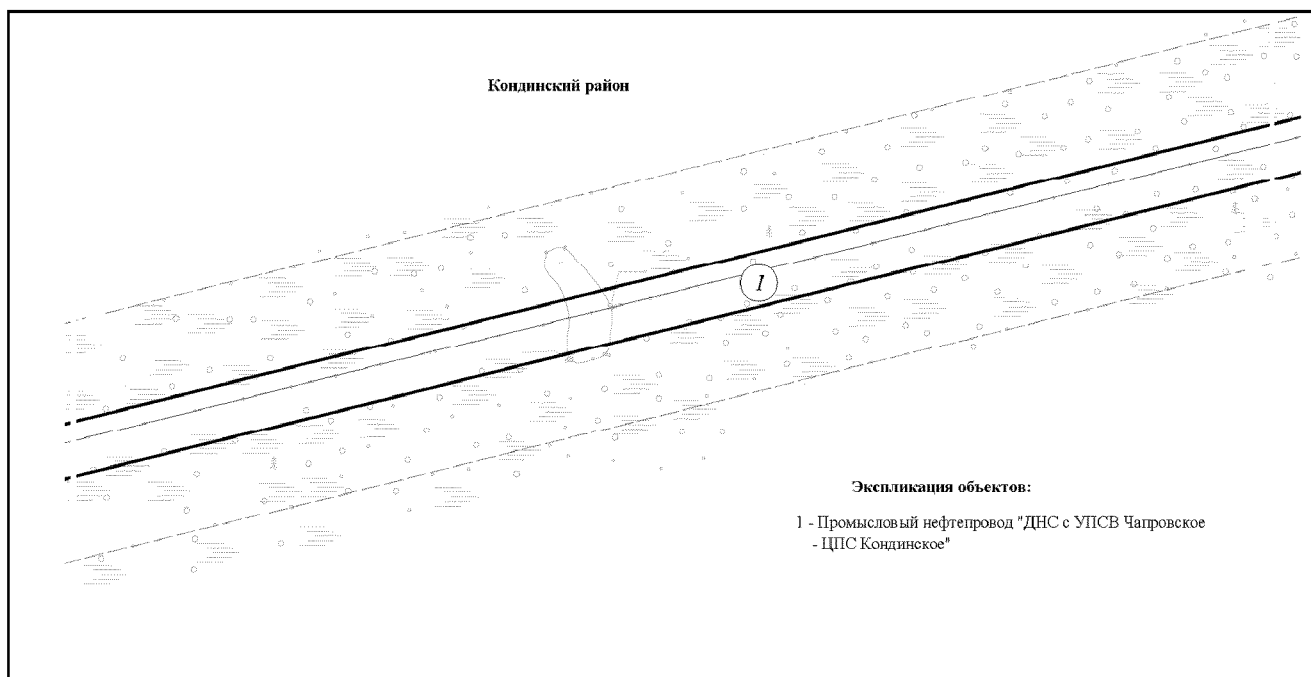 Кондинский район
1
Экспликация объектов:
1 - Промысловый нефтепровод "ДНС с УПСВ Чапровское
- ЦПС Кондинское"